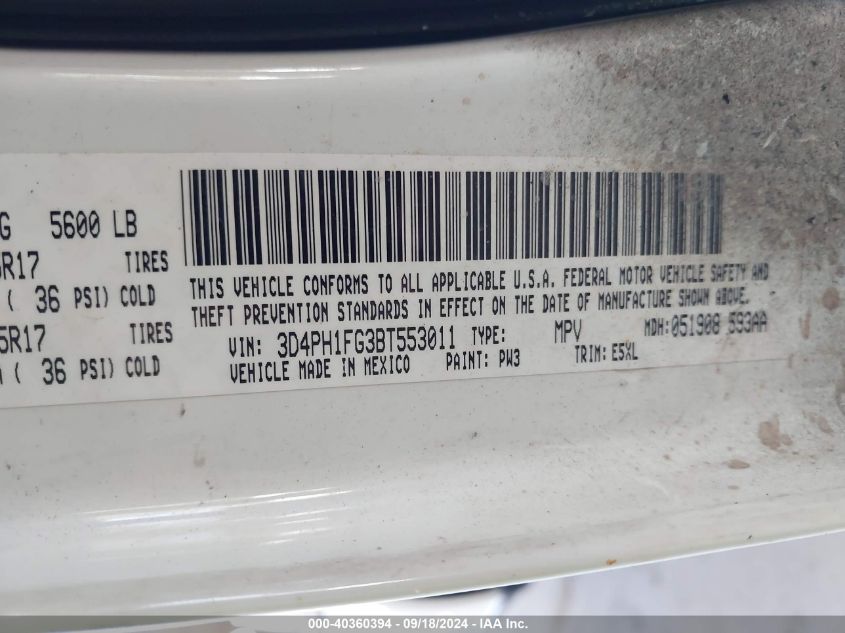 G 5600 LB
R17 TIRES
( 36 PSI) COLD
5R17 TIRES
( 36 PSI) COLD
THIS VEHICLE CONFORMS TO ALL APPLICABLE U.S.A. FEDERAL MOTOR VEHICLE SAFETY AND
THEFT PREVENTION STANDARDS IN EFFECT ON THE DATE OF MANUFACTURE SHOWN ABOVE.
VIN: 3D4PH1FG3BT553011 TYPE: MPV MDH: 051908 593AA
VEHICLE MADE IN MEXICO PAINT: PW3 TRIM: E5XL
000-40360394 - 09/18/2024 - IAA Inc.